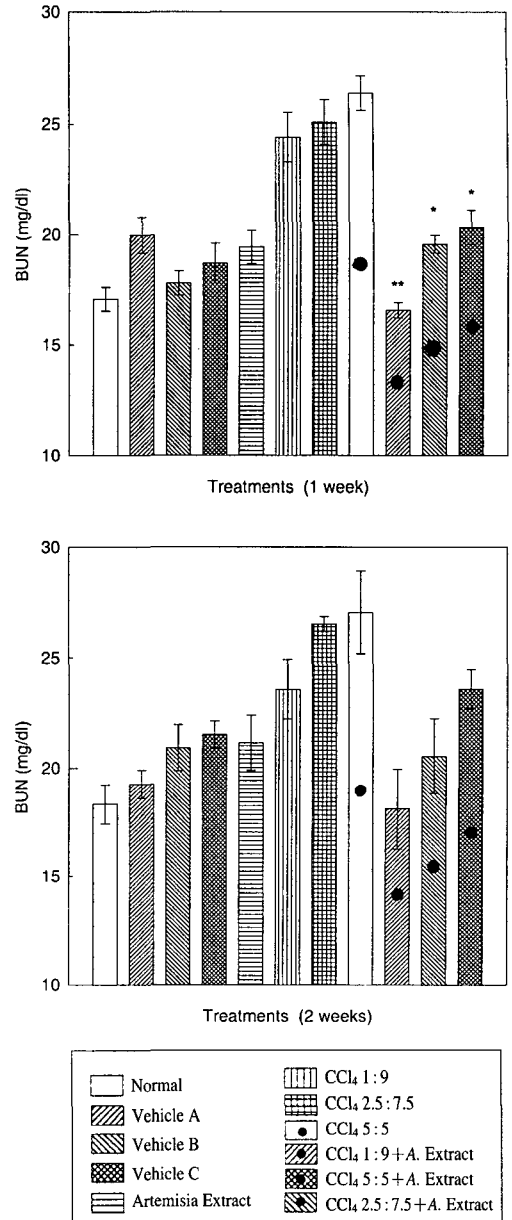 30
25
20
15
10
BUN (mg/dl)
**
*
*
Treatments (1 week)
30
25
20
15
10
BUN (mg/dl)
Treatments (2 weeks)
Normal
Vehicle A
Vehicle B
Vehicle C
Artemisia Extract
CCl₄ 1:9
CCl₄ 2.5:7.5
CCl₄ 5:5
CCl₄ 1:9+A. Extract
CCl₄ 5:5+A. Extract
CCl₄ 2.5:7.5+A. Extract